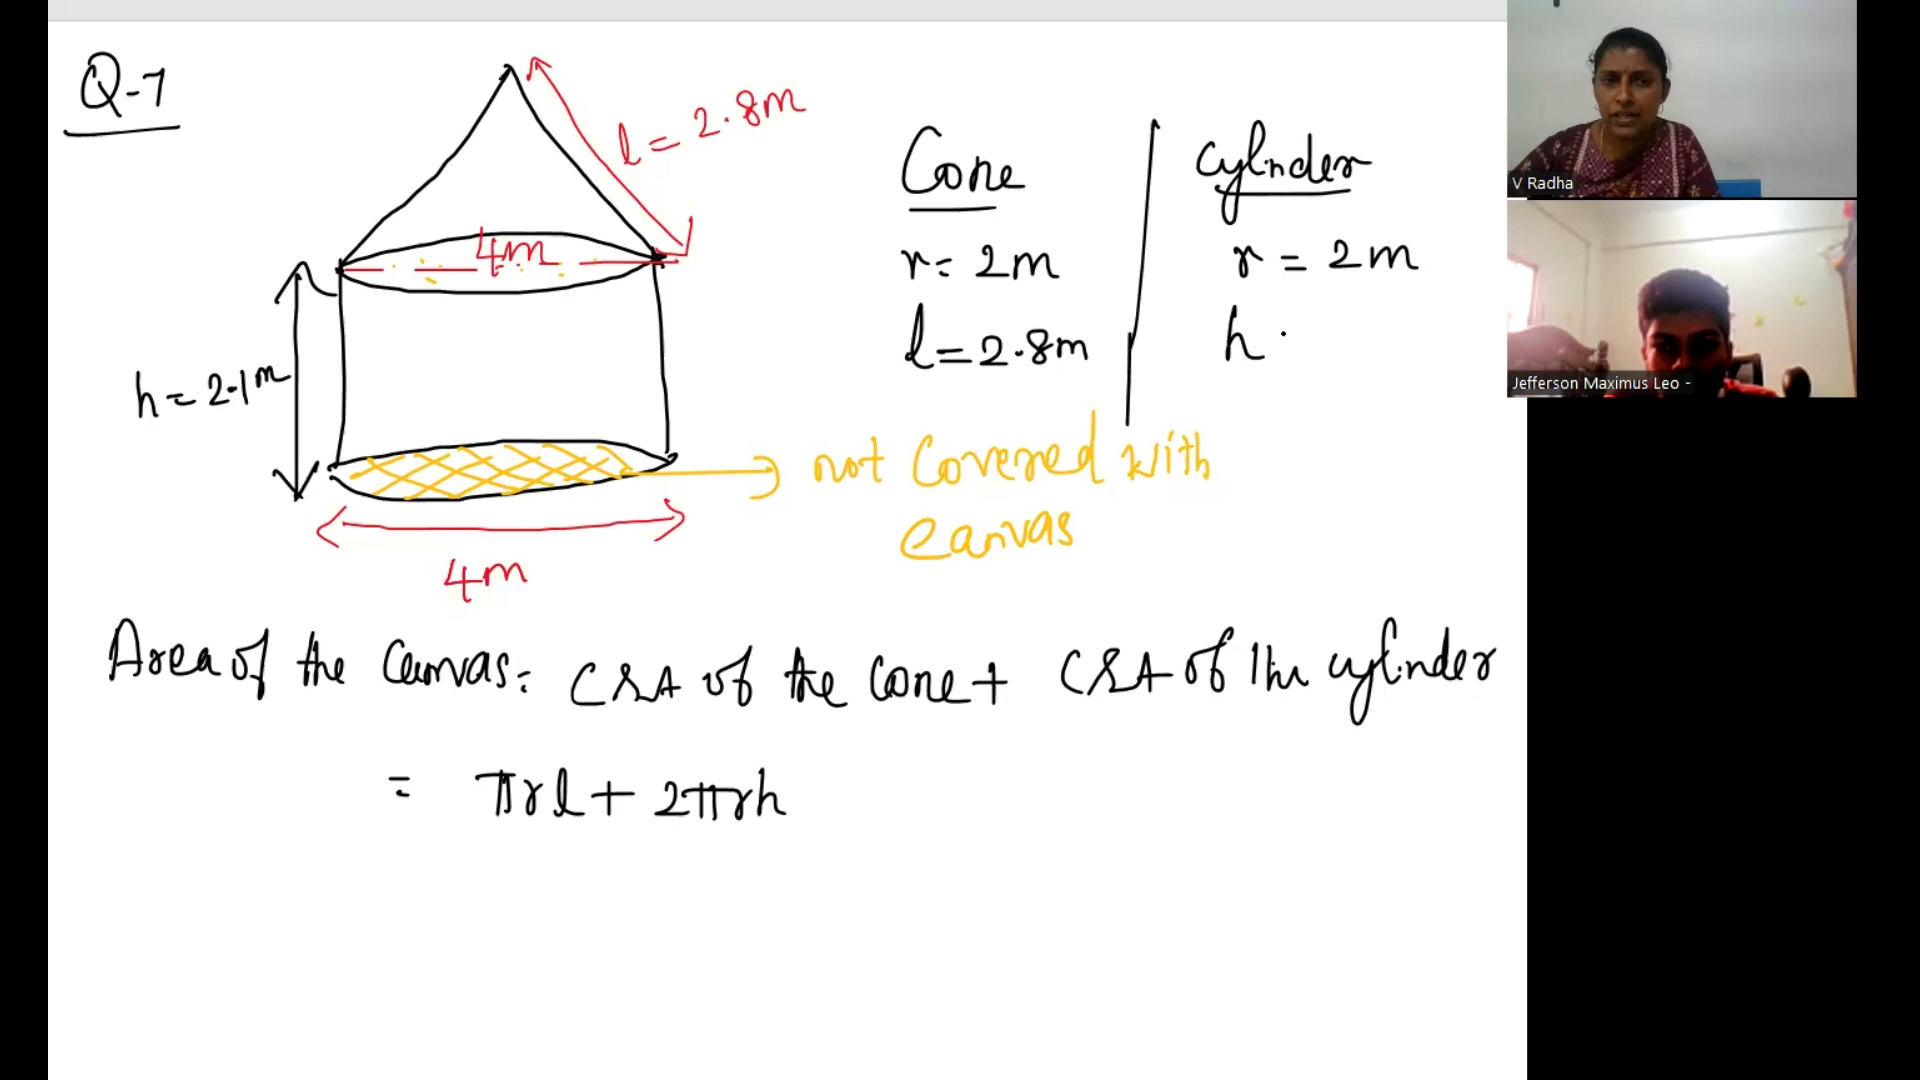 Q-7
l = 2.8m
4m
h = 2.1m
4m
Cone
r = 2m
l = 2.8m
Cylinder
r = 2m
h
not Covered with
canvas
Area of the Canvas = CSA of the Cone + CSA of the cylinder
= πrl + 2πrh
V Radha
Jefferson Maximus Leo -